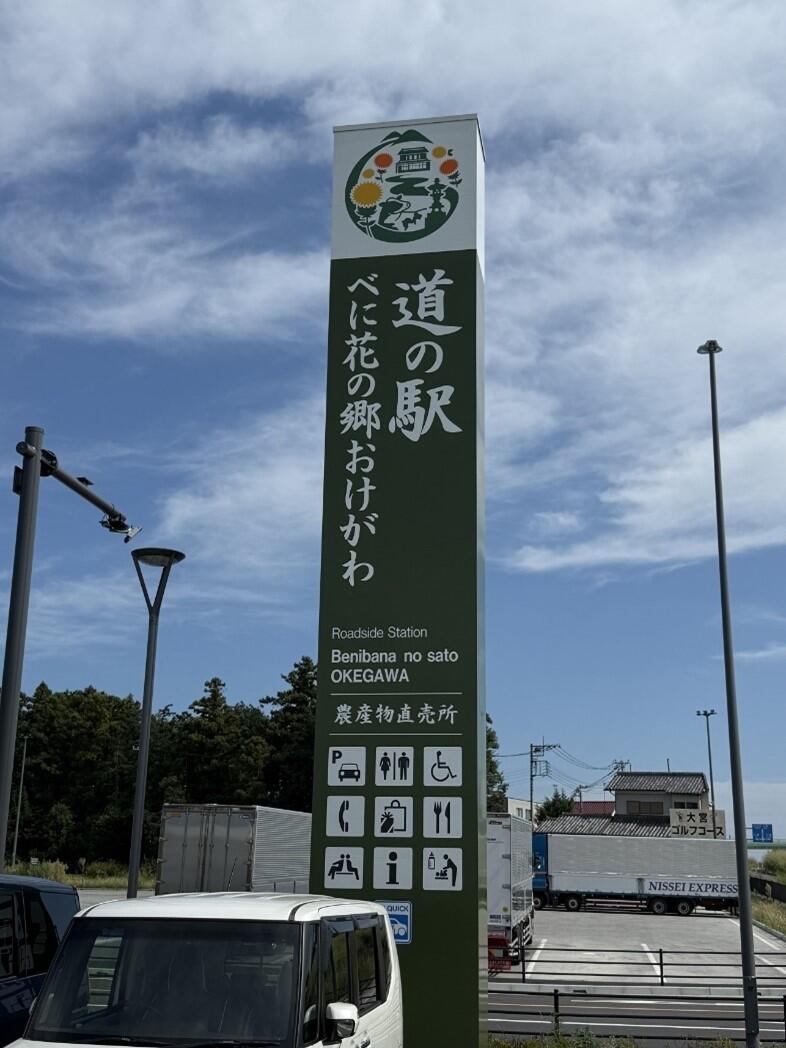 道の駅
べに花の郷おけがわ
Roadside Station
Benibana no sato
OKEGAWA
農産物直売所
P
i
QUICK
大宮
ゴルフコース
NISSEI EXPRESS